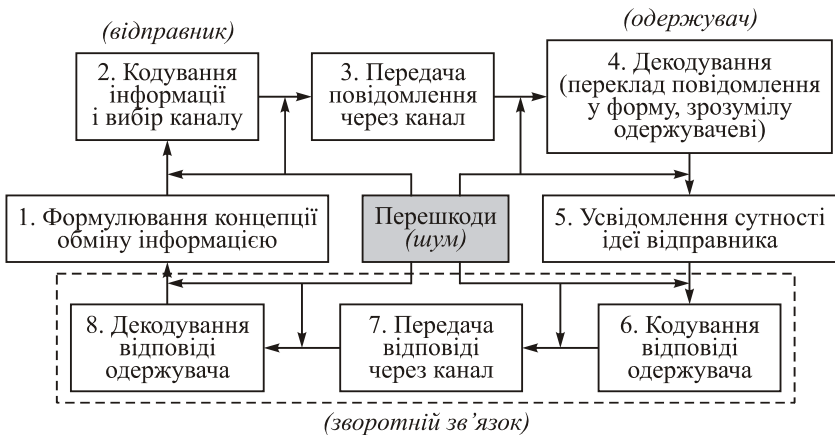 (відправник)
(одержувач)
2. Кодування
інформації
і вибір каналу
3. Передача
повідомлення
через канал
4. Декодування
(переклад повідомлення
у форму, зрозумілу
одержувачеві)
1. Формулювання концепції
обміну інформацією
Перешкоди
(шум)
5. Усвідомлення сутності
ідеї відправника
8. Декодування
відповіді
одержувача
7. Передача
відповіді
через канал
6. Кодування
відповіді
одержувача
(зворотній зв’язок)